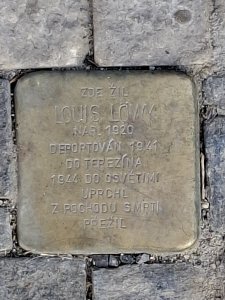 ZDE ŽIL
LOUIS LÖWY
NAR. 1920
DEPORTOVÁN 1941
DO TEREZÍNA
1944 DO OSVĚTIMI
UPRCHL
Z POCHODU SMRTI
PŘEŽIL